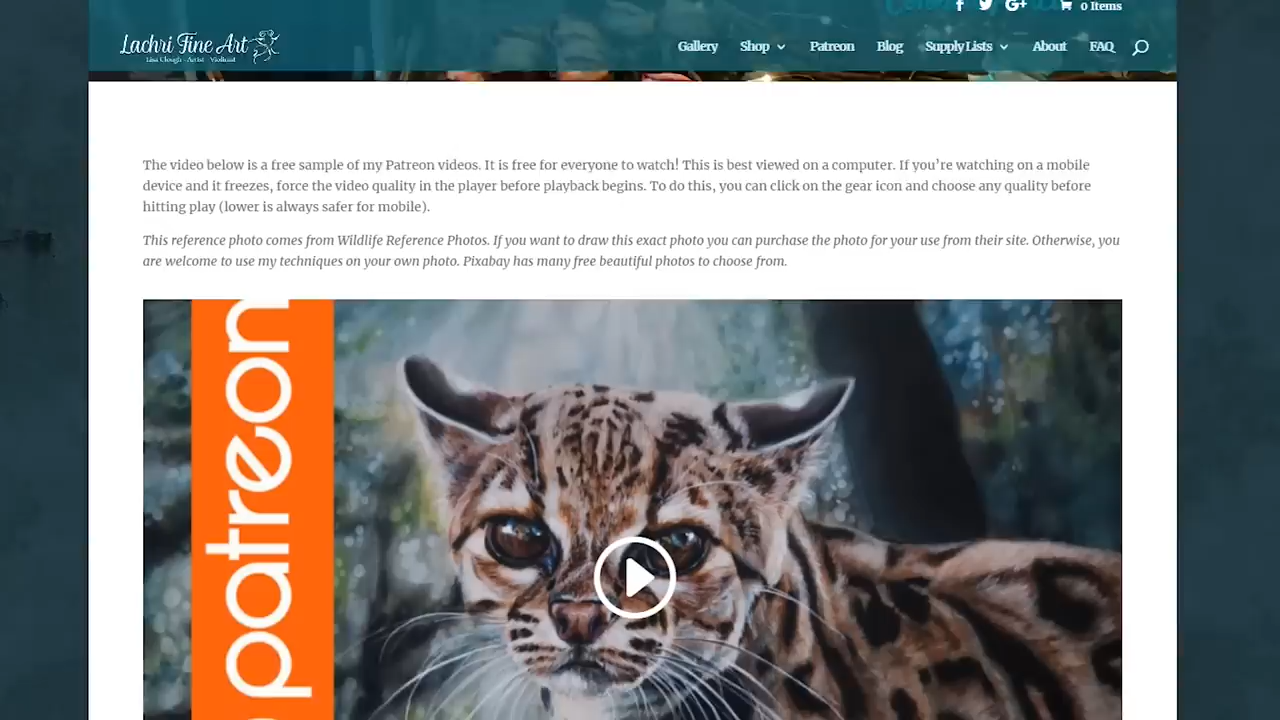 0 Items
Lachri Fine Art
Lisa Clough - Artist - Violinist
Gallery Shop Patreon Blog Supply Lists About FAQ
The video below is a free sample of my Patreon videos. It is free for everyone to watch! This is best viewed on a computer. If you’re watching on a mobile
device and it freezes, force the video quality in the player before playback begins. To do this, you can click on the gear icon and choose any quality before
hitting play (lower is always safer for mobile).
This reference photo comes from Wildlife Reference Photos. If you want to draw this exact photo you can purchase the photo for your use from their site. Otherwise, you
are welcome to use my techniques on your own photo. Pixabay has many free beautiful photos to choose from.
patreon